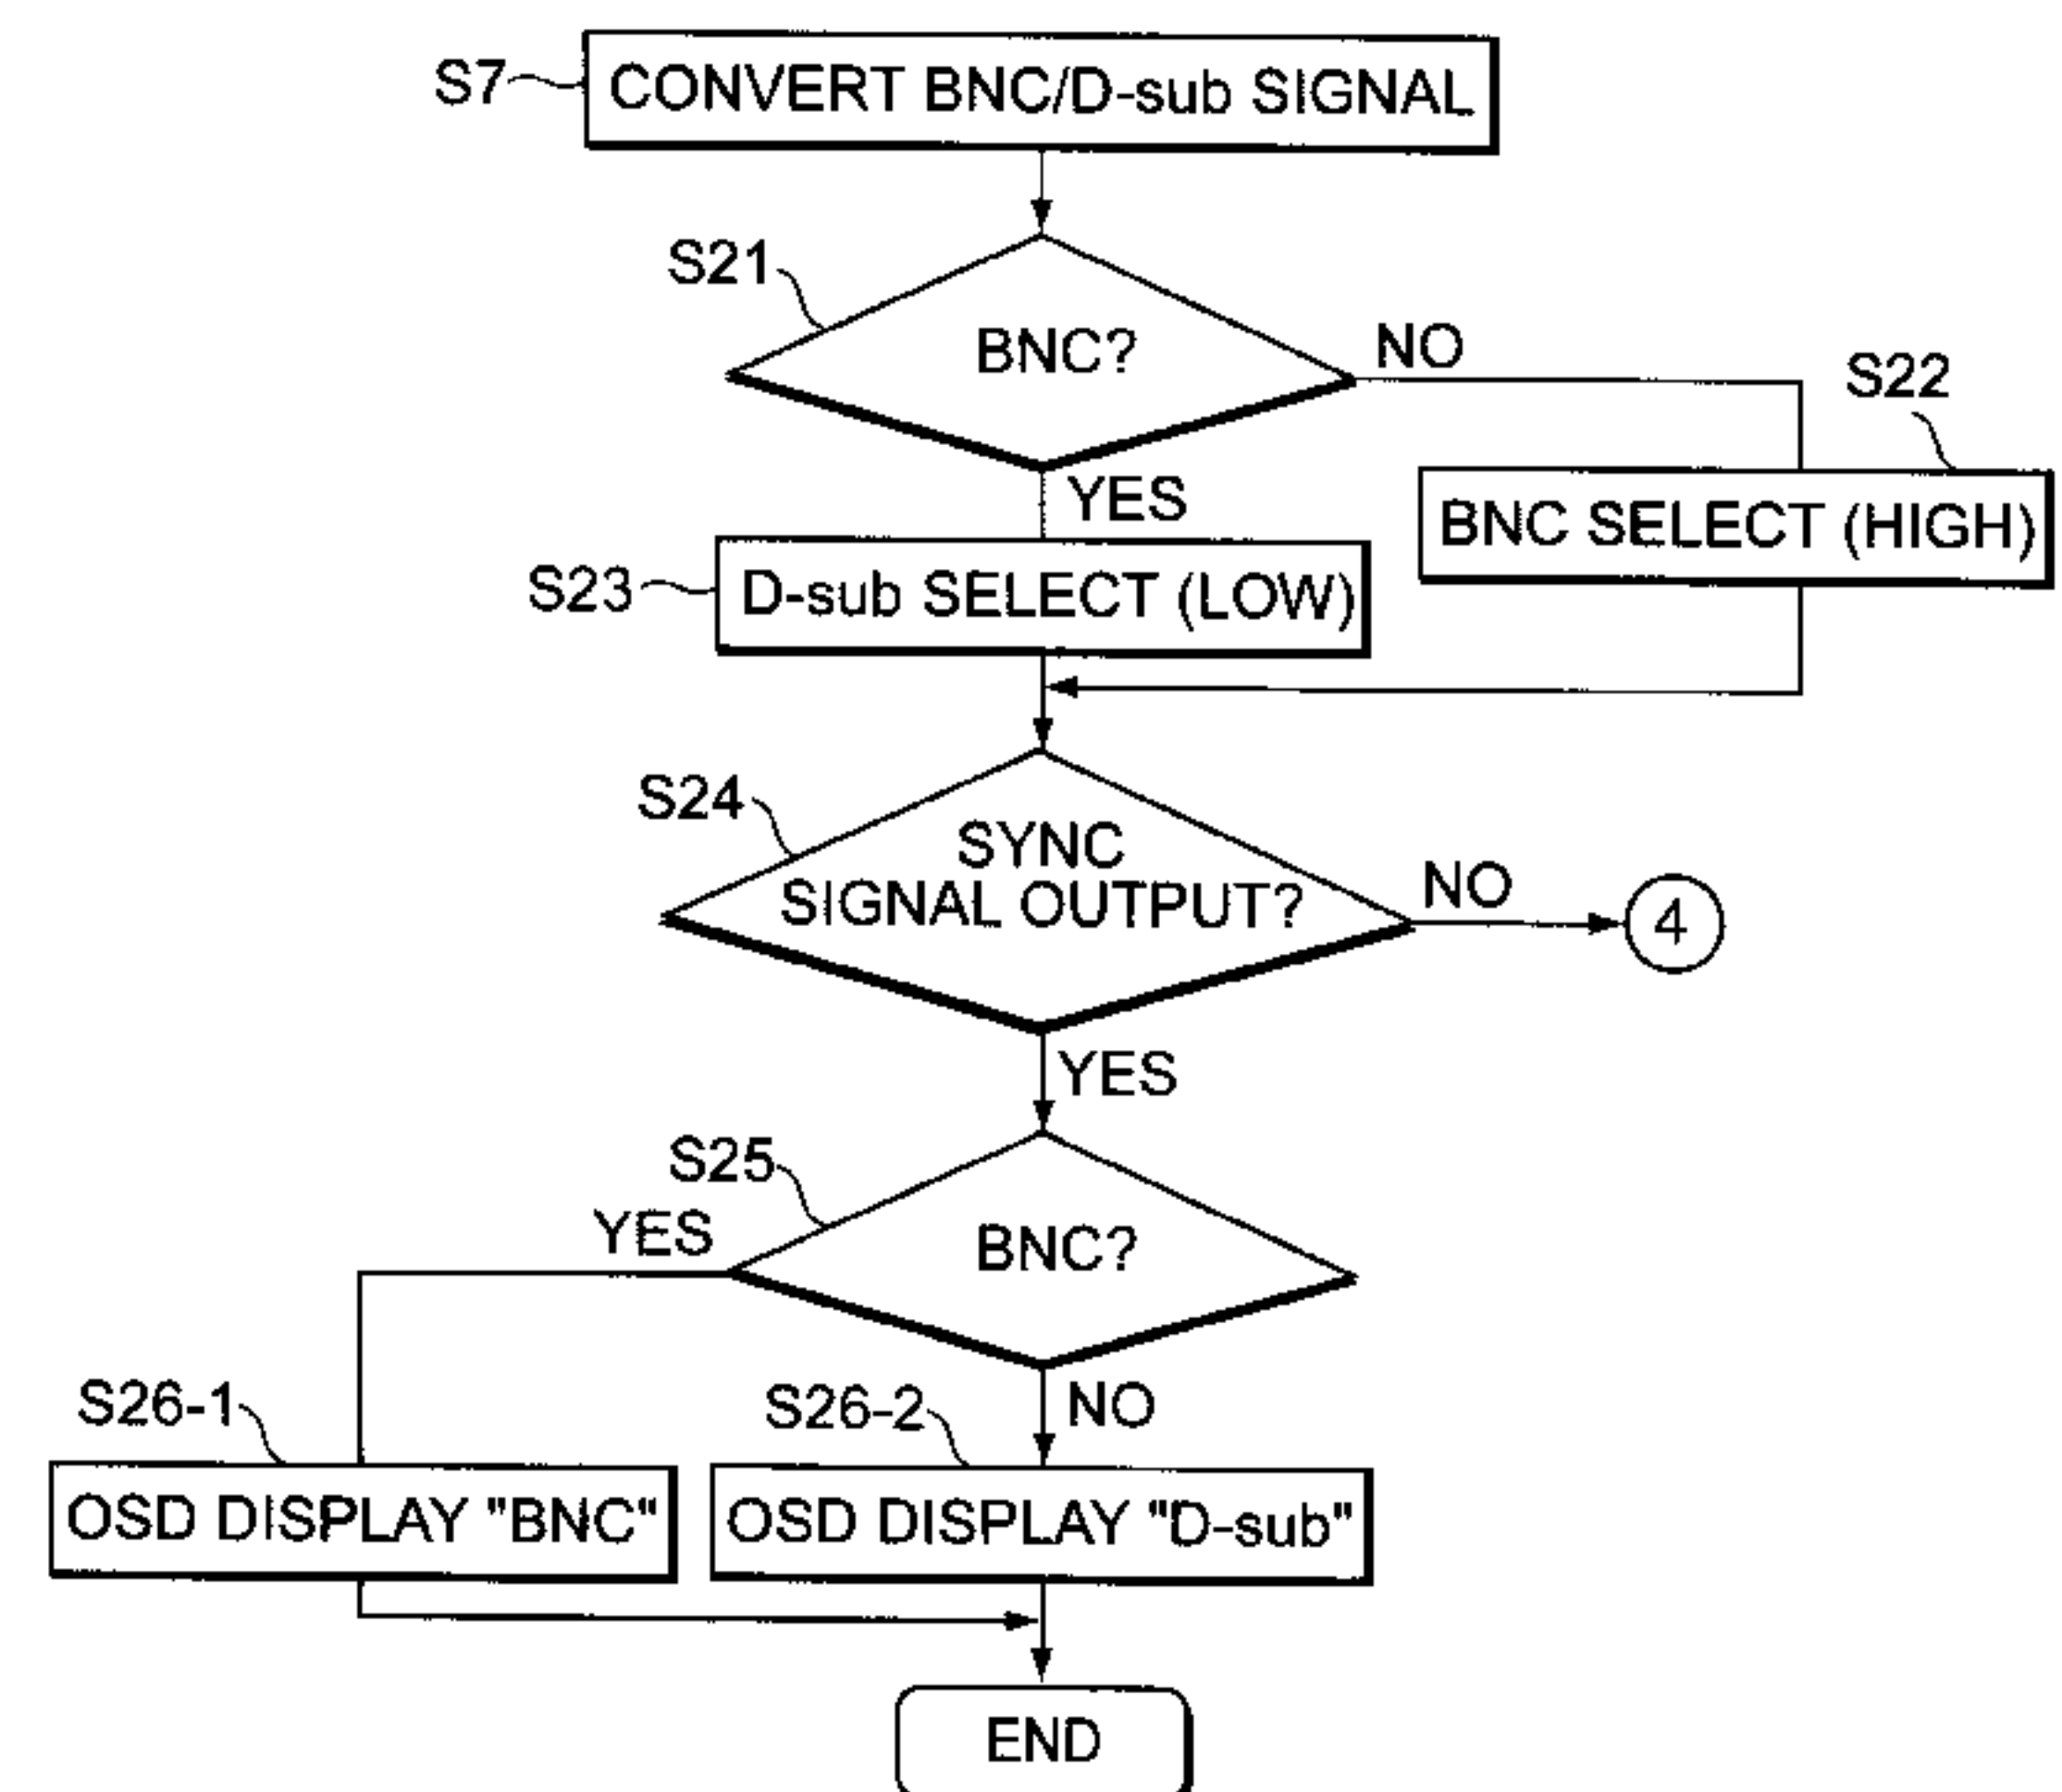 S7
CONVERT BNC/D-sub SIGNAL
S21
BNC?
NO
S22
YES
BNC SELECT (HIGH)
S23
D-sub SELECT (LOW)
S24
SYNC
SIGNAL OUTPUT?
NO
4
YES
S25
YES
BNC?
S26-1
S26-2
NO
OSD DISPLAY "BNC"
OSD DISPLAY "D-sub"
END